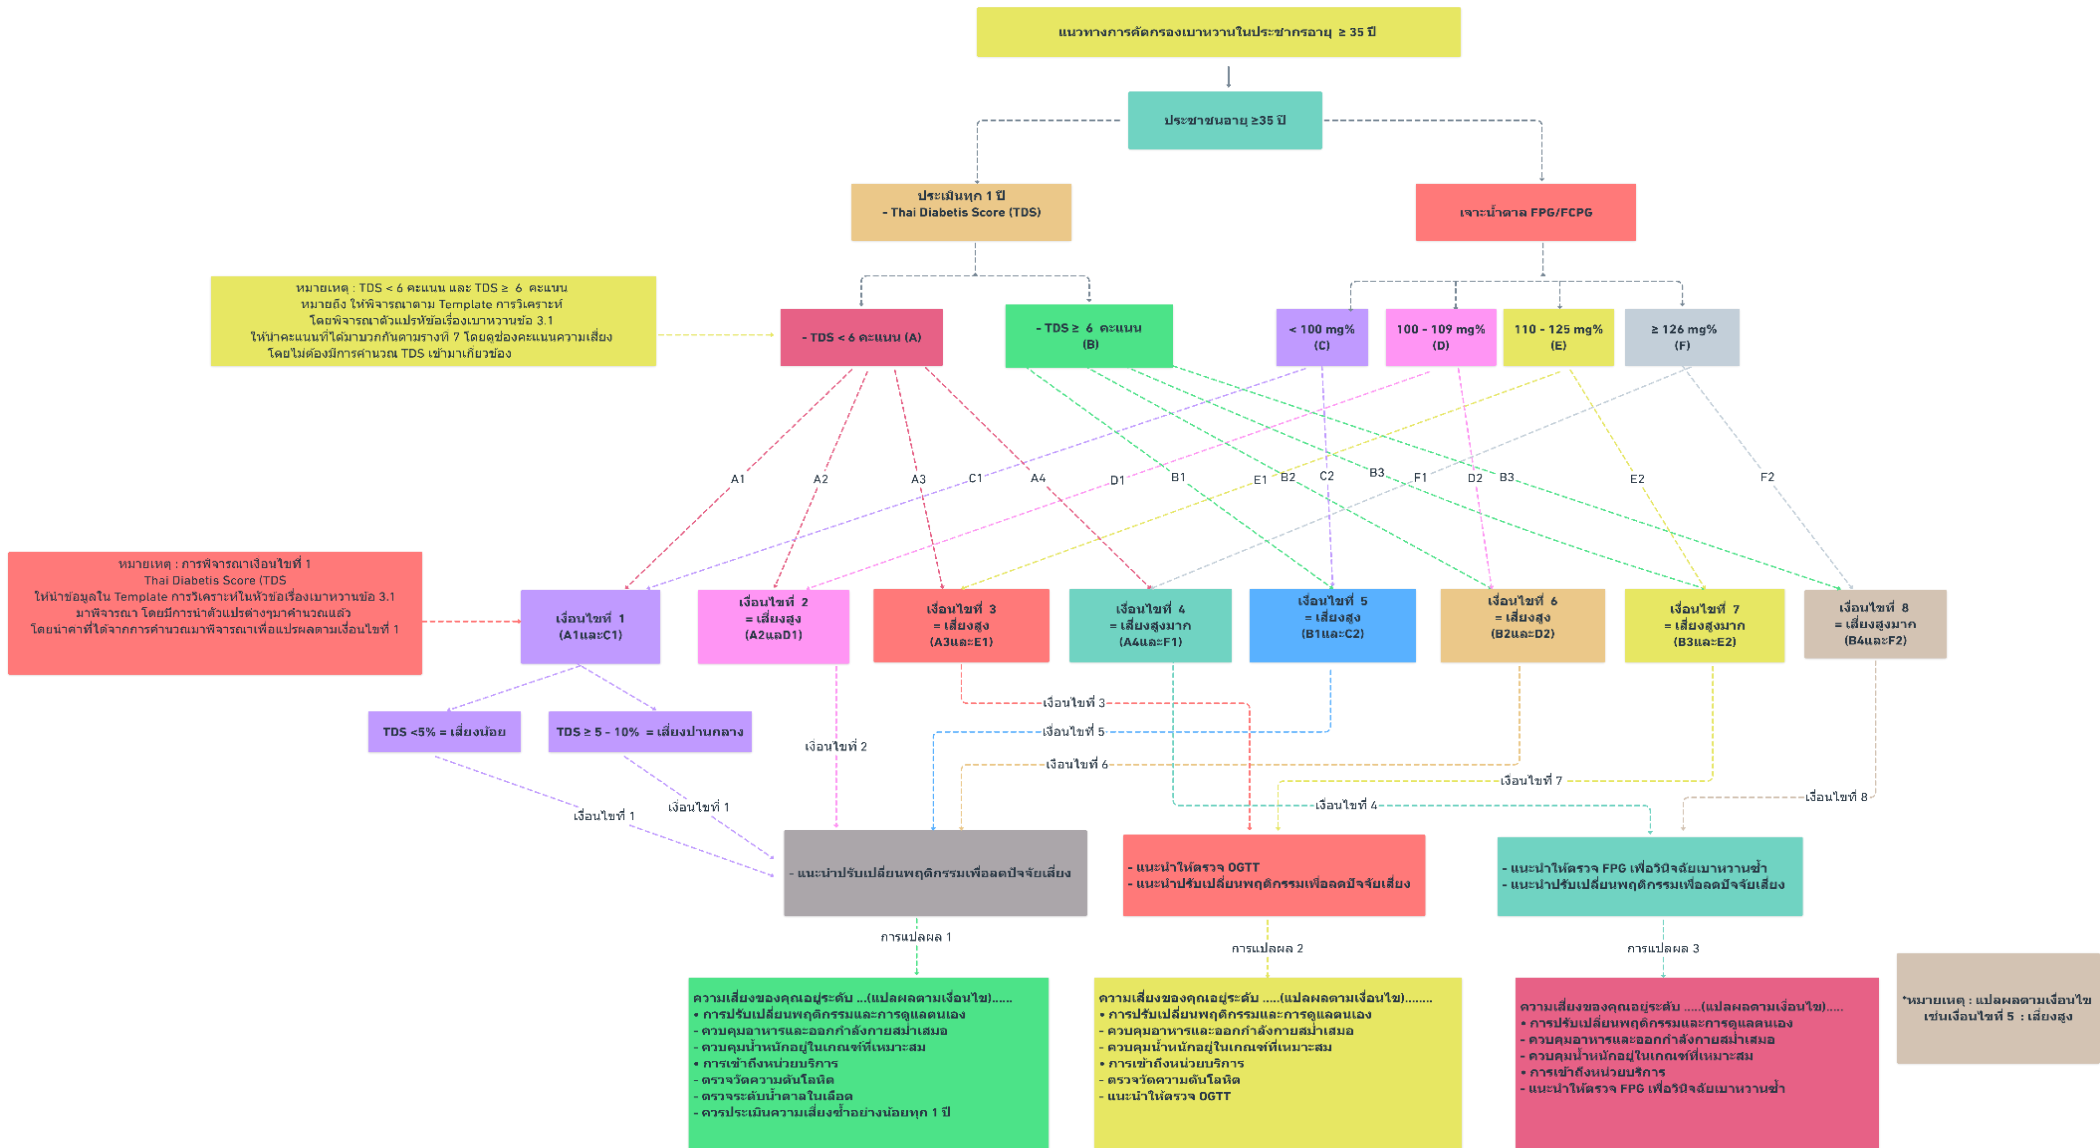 แนวทางการคัดกรองเบาหวานในประชากรอายุ ≥ 35 ปี
ประชาชนอายุ ≥35 ปี
ประเมินทุก 1 ปี
- Thai Diabetis Score (TDS)
เจาะน้ำตาล FPG/FCPG
หมายเหตุ : TDS < 6 คะแนน และ TDS ≥ 6 คะแนน
หมายถึง ให้พิจารณาตาม Template การวิเคราะห์
โดยพิจารณาตัวแปรหัข้อเรื่องเบาหวานข้อ 3.1
ให้นำคะแนนที่ได้มาบวกกันตามรางที่ 7 โดยดูช่องคะแนนความเสี่ยง
โดยไม่ต้องมีการคำนวณ TDS เข้ามาเกี่ยวข้อง
- TDS < 6 คะแนน (A)
- TDS ≥ 6 คะแนน
(B)
< 100 mg%
(C)
100 - 109 mg%
(D)
110 - 125 mg%
(E)
≥ 126 mg%
(F)
A1
A2
A3
C1
A4
D1
B1
E1
B2
C2
B3
F1
D2
B3
E2
F2
หมายเหตุ : การพิจารณาเงื่อนไขที่ 1
Thai Diabetis Score (TDS
ให้นำข้อมูลใน Template การวิเคราะห์ในหัวข้อเรื่องเบาหวานข้อ 3.1
มาพิจารณา โดยมีการนำตัวแปรต่างๆมาคำนวณแล้ว
โดยนำค่าที่ได้จากการคำนวณมาพิจารณาเพื่อแปรผลตามเงื่อนไขที่ 1
เงื่อนไขที่ 1
(A1และC1)
เงื่อนไขที่ 2
= เสี่ยงสูง
(A2แลD1)
เงื่อนไขที่ 3
= เสี่ยงสูง
(A3และE1)
เงื่อนไขที่ 4
= เสี่ยงสูงมาก
(A4และF1)
เงื่อนไขที่ 5
= เสี่ยงสูง
(B1และC2)
เงื่อนไขที่ 6
= เสี่ยงสูง
(B2และD2)
เงื่อนไขที่ 7
= เสี่ยงสูงมาก
(B3และE2)
เงื่อนไขที่ 8
= เสี่ยงสูงมาก
(B4และF2)
TDS <5% = เสี่ยงน้อย
TDS ≥ 5 - 10% = เสี่ยงปานกลาง
เงื่อนไขที่ 3
เงื่อนไขที่ 5
เงื่อนไขที่ 2
เงื่อนไขที่ 6
เงื่อนไขที่ 7
เงื่อนไขที่ 8
เงื่อนไขที่ 4
เงื่อนไขที่ 1
เงื่อนไขที่ 1
- แนะนำปรับเปลี่ยนพฤติกรรมเพื่อลดปัจจัยเสี่ยง
- แนะนำให้ตรวจ OGTT
- แนะนำปรับเปลี่ยนพฤติกรรมเพื่อลดปัจจัยเสี่ยง
- แนะนำให้ตรวจ FPG เพื่อวินิจฉัยเบาหวานซ้ำ
- แนะนำปรับเปลี่ยนพฤติกรรมเพื่อลดปัจจัยเสี่ยง
การแปลผล 1
การแปลผล 2
การแปลผล 3
ความเสี่ยงของคุณอยู่ระดับ ...(แปลผลตามเงื่อนไข)......
• การปรับเปลี่ยนพฤติกรรมและการดูแลตนเอง
- ควบคุมอาหารและออกกำลังกายสม่ำเสมอ
- ควบคุมน้ำหนักอยู่ในเกณฑ์ที่เหมาะสม
• การเข้าถึงหน่วยบริการ
- ตรวจวัดความดันโลหิต
- ตรวจระดับน้ำตาลในเลือด
- ควรประเมินความเสี่ยงซ้ำอย่างน้อยทุก 1 ปี
ความเสี่ยงของคุณอยู่ระดับ .....(แปลผลตามเงื่อนไข)........
• การปรับเปลี่ยนพฤติกรรมและการดูแลตนเอง
- ควบคุมอาหารและออกกำลังกายสม่ำเสมอ
- ควบคุมน้ำหนักอยู่ในเกณฑ์ที่เหมาะสม
• การเข้าถึงหน่วยบริการ
- ตรวจวัดความดันโลหิต
- แนะนำให้ตรวจ OGTT
ความเสี่ยงของคุณอยู่ระดับ .....(แปลผลตามเงื่อนไข).....
• การปรับเปลี่ยนพฤติกรรมและการดูแลตนเอง
- ควบคุมอาหารและออกกำลังกายสม่ำเสมอ
- ควบคุมน้ำหนักอยู่ในเกณฑ์ที่เหมาะสม
• การเข้าถึงหน่วยบริการ
- แนะนำให้ตรวจ FPG เพื่อวินิจฉัยเบาหวานซ้ำ
*หมายเหตุ : แปลผลตามเงื่อนไข
เช่นเงื่อนไขที่ 5 : เสี่ยงสูง